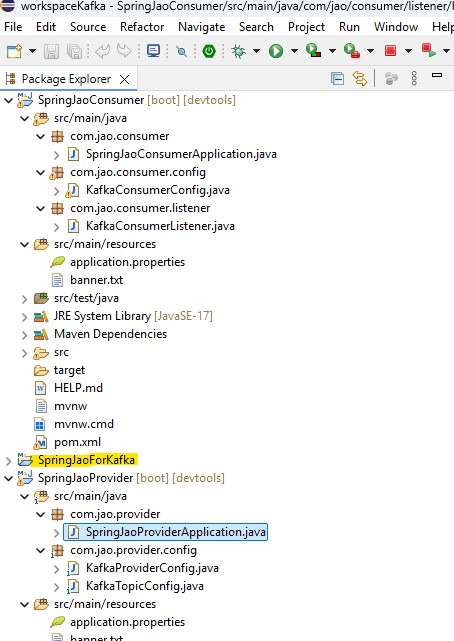 workspaceKafka - SpringJaoConsumer/src/main/java/com/jao/consumer/listener/
File Edit Source Refactor Navigate Search Project Run Window H
Package Explorer
SpringJaoConsumer [boot] [devtools]
src/main/java
com.jao.consumer
SpringJaoConsumerApplication.java
com.jao.consumer.config
KafkaConsumerConfig.java
com.jao.consumer.listener
KafkaConsumerListener.java
src/main/resources
application.properties
banner.txt
src/test/java
JRE System Library [JavaSE-17]
Maven Dependencies
src
target
HELP.md
mvnw
mvnw.cmd
pom.xml
SpringJaoForKafka
SpringJaoProvider [boot] [devtools]
src/main/java
com.jao.provider
SpringJaoProviderApplication.java
com.jao.provider.config
KafkaProviderConfig.java
KafkaTopicConfig.java
src/main/resources
application.properties
banner.txt